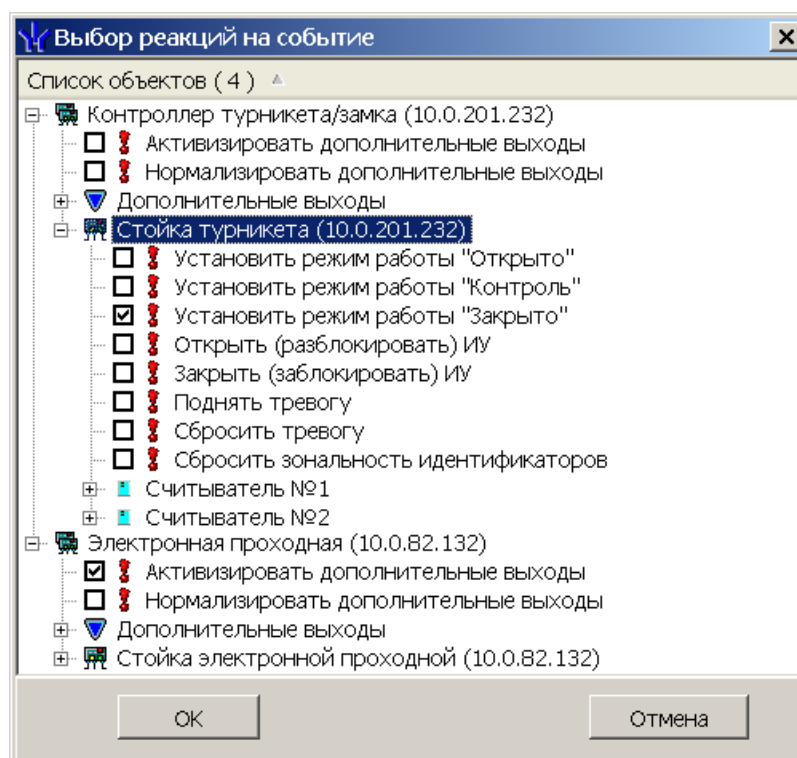 Выбор реакций на событие
Список объектов ( 4 )
Контроллер турникета/замка (10.0.201.232)
Активизировать дополнительные выходы
Нормализировать дополнительные выходы
Дополнительные выходы
Стойка турникета (10.0.201.232)
Установить режим работы "Открыто"
Установить режим работы "Контроль"
Установить режим работы "Закрыто"
Открыть (разблокировать) ИУ
Закрыть (заблокировать) ИУ
Поднять тревогу
Сбросить тревогу
Сбросить зональность идентификаторов
Считыватель №1
Считыватель №2
Электронная проходная (10.0.82.132)
Активизировать дополнительные выходы
Нормализировать дополнительные выходы
Дополнительные выходы
Стойка электронной проходной (10.0.82.132)
ОК Отмена